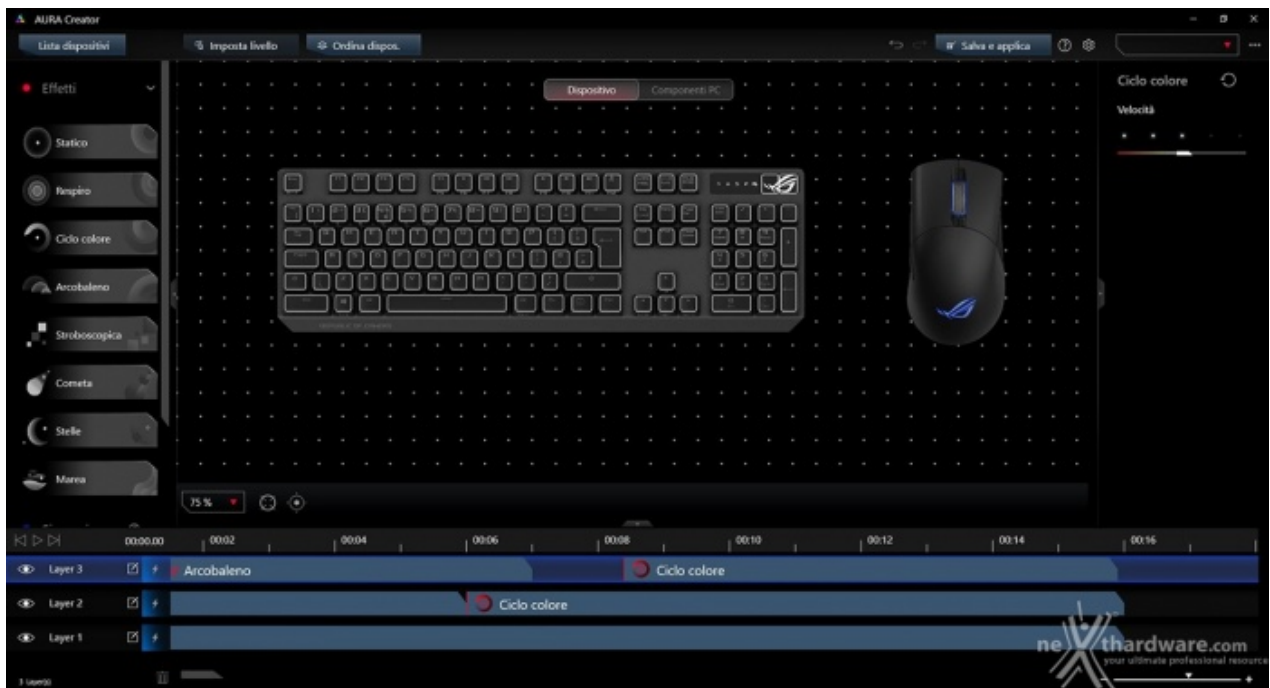 AURA Creator
Lista dispositivi
Imposta livello
Ordina dispos.
Salva e applica
Effetti
Dispositivo
Componenti PC
Ciclo colore
Velocità
Statico
Respiro
Ciclo colore
Arcobaleno
Stroboscopica
Cometa
Stelle
Marea
75 %
00:00.00 00:02 00:04 00:06 00:08 00:10 00:12 00:14 00:16
Layer 3 Arcobaleno Ciclo colore
Layer 2 Ciclo colore
Layer 1
3 Layer(s)
nexthardware.com
your ultimate professional resource